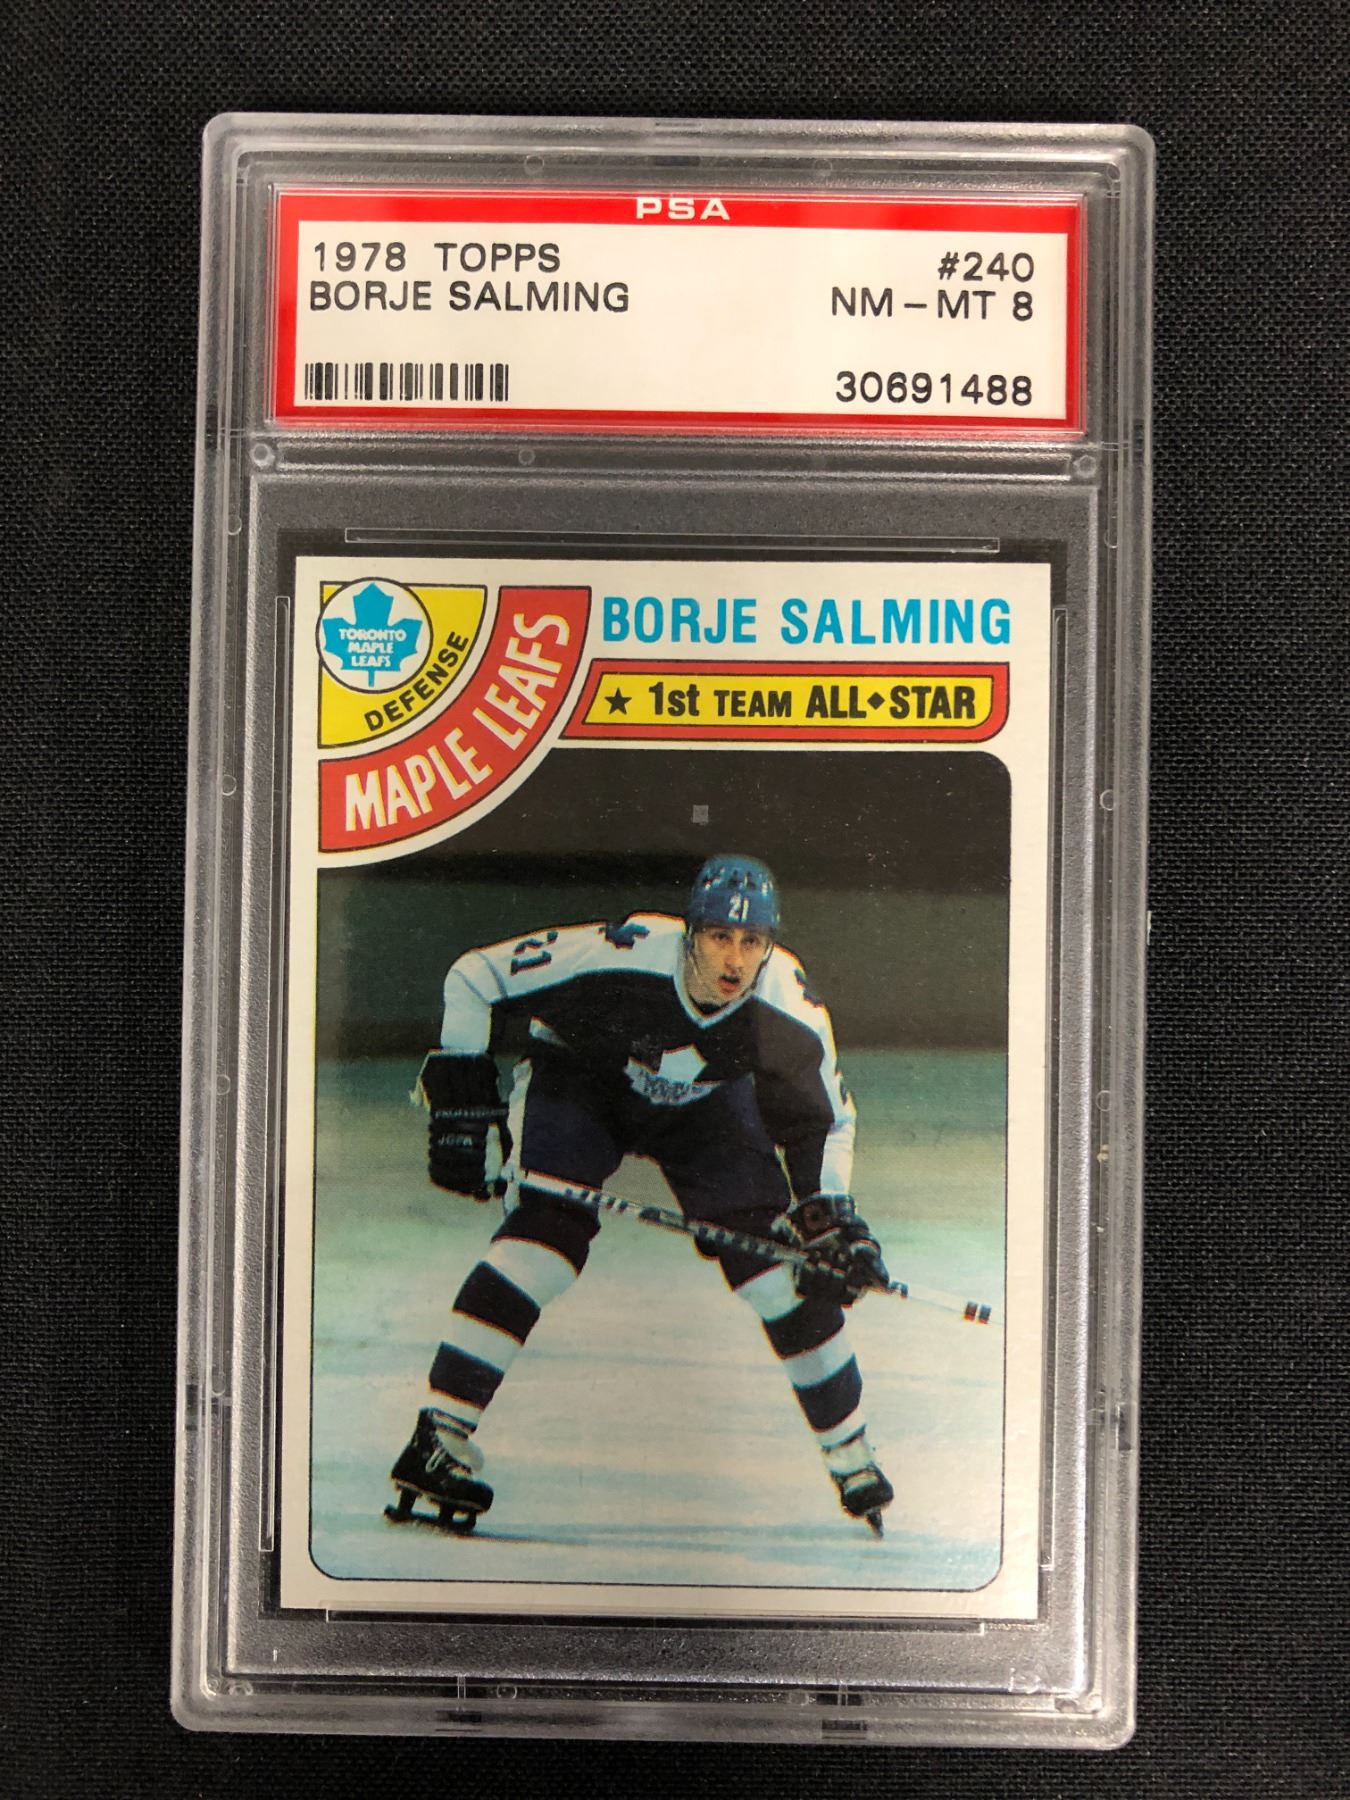 PSA
1978 TOPPS #240
BORJE SALMING NM-MT 8
30691488
TORONTO
MAPLE
LEAFS
DEFENSE
MAPLE LEAFS
BORJE SALMING
★ 1st TEAM ALL◆STAR
21
21